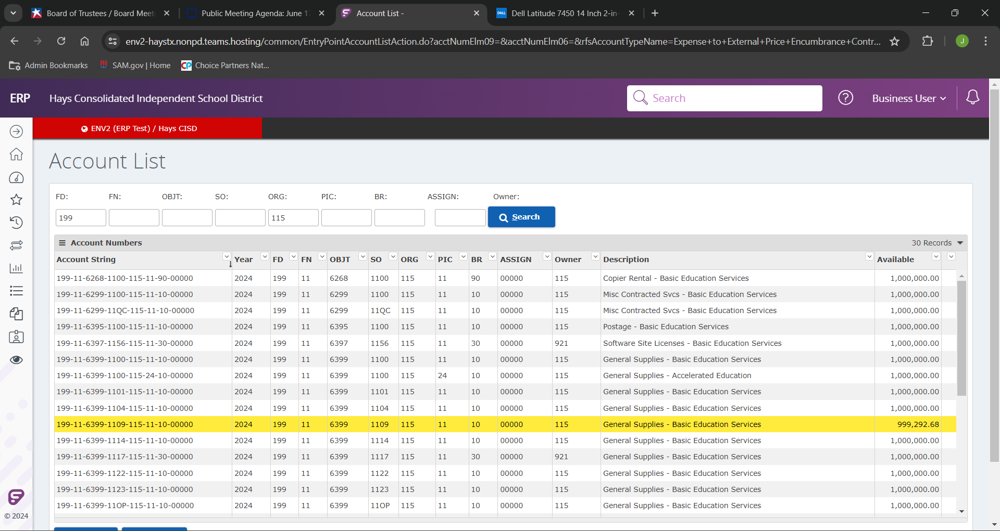 Board of Trustees / Board Meeti
Public Meeting Agenda: June 17
Account List -
Dell Latitude 7450 14 Inch 2-in-
env2-haystx.nonpd.teams.hosting/common/EntryPointAccountListAction.do?acctNumElm09=&acctNumElm06=&rfsAccountTypeName=Expense+to+External+Price+Encumbrance+Contr...
J
Admin Bookmarks SAM.gov | Home Choice Partners Nat...
ERP Hays Consolidated Independent School District Search Business User
ENV2 (ERP Test) / Hays CISD
Account List
FD: FN: OBJT: SO: ORG: PIC: BR: ASSIGN: Owner:
199 115 Search
Account Numbers 30 Records
Account String Year FD FN OBJT SO ORG PIC BR ASSIGN Owner Description Available
199-11-6268-1100-115-11-90-00000 2024 199 11 6268 1100 115 11 90 00000 115 Copier Rental - Basic Education Services 1,000,000.00
199-11-6299-1100-115-11-10-00000 2024 199 11 6299 1100 115 11 10 00000 115 Misc Contracted Svcs - Basic Education Services 1,000,000.00
199-11-6299-11QC-115-11-10-00000 2024 199 11 6299 11QC 115 11 10 00000 115 Misc Contracted Svcs - Basic Education Services 1,000,000.00
199-11-6395-1100-115-11-10-00000 2024 199 11 6395 1100 115 11 10 00000 115 Postage - Basic Education Services 1,000,000.00
199-11-6397-1156-115-11-30-00000 2024 199 11 6397 1156 115 11 30 00000 921 Software Site Licenses - Basic Education Services 1,000,000.00
199-11-6399-1100-115-11-10-00000 2024 199 11 6399 1100 115 11 10 00000 115 General Supplies - Basic Education Services 1,000,000.00
199-11-6399-1100-115-24-10-00000 2024 199 11 6399 1100 115 24 10 00000 115 General Supplies - Accelerated Education 1,000,000.00
199-11-6399-1101-115-11-10-00000 2024 199 11 6399 1101 115 11 10 00000 115 General Supplies - Basic Education Services 1,000,000.00
199-11-6399-1104-115-11-10-00000 2024 199 11 6399 1104 115 11 10 00000 115 General Supplies - Basic Education Services 1,000,000.00
199-11-6399-1109-115-11-10-00000 2024 199 11 6399 1109 115 11 10 00000 115 General Supplies - Basic Education Services 999,292.68
199-11-6399-1114-115-11-10-00000 2024 199 11 6399 1114 115 11 10 00000 115 General Supplies - Basic Education Services 1,000,000.00
199-11-6399-1117-115-11-30-00000 2024 199 11 6399 1117 115 11 30 00000 921 General Supplies - Basic Education Services 1,000,000.00
199-11-6399-1122-115-11-10-00000 2024 199 11 6399 1122 115 11 10 00000 115 General Supplies - Basic Education Services 1,000,000.00
199-11-6399-1123-115-11-10-00000 2024 199 11 6399 1123 115 11 10 00000 115 General Supplies - Basic Education Services 1,000,000.00
199-11-6399-11OP-115-11-10-00000 2024 199 11 6399 11OP 115 11 10 00000 115 General Supplies - Basic Education Services 1,000,000.00
© 2024